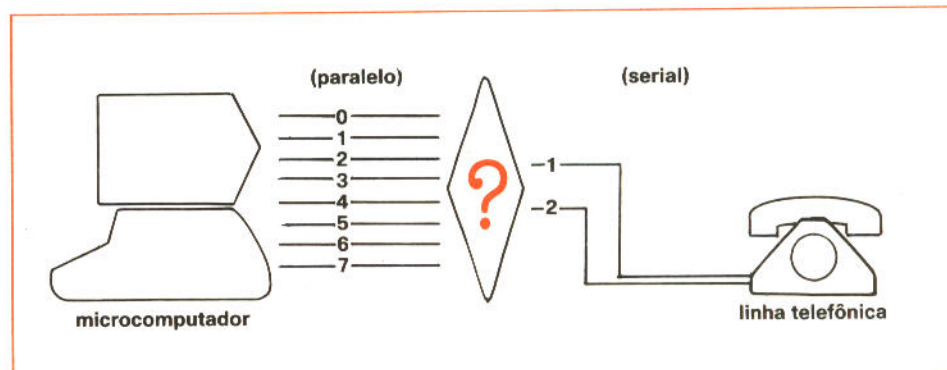 (paralelo)
(serial)
0
1
2
3
4
5
6
7
?
–1
–2
microcomputador
linha telefônica